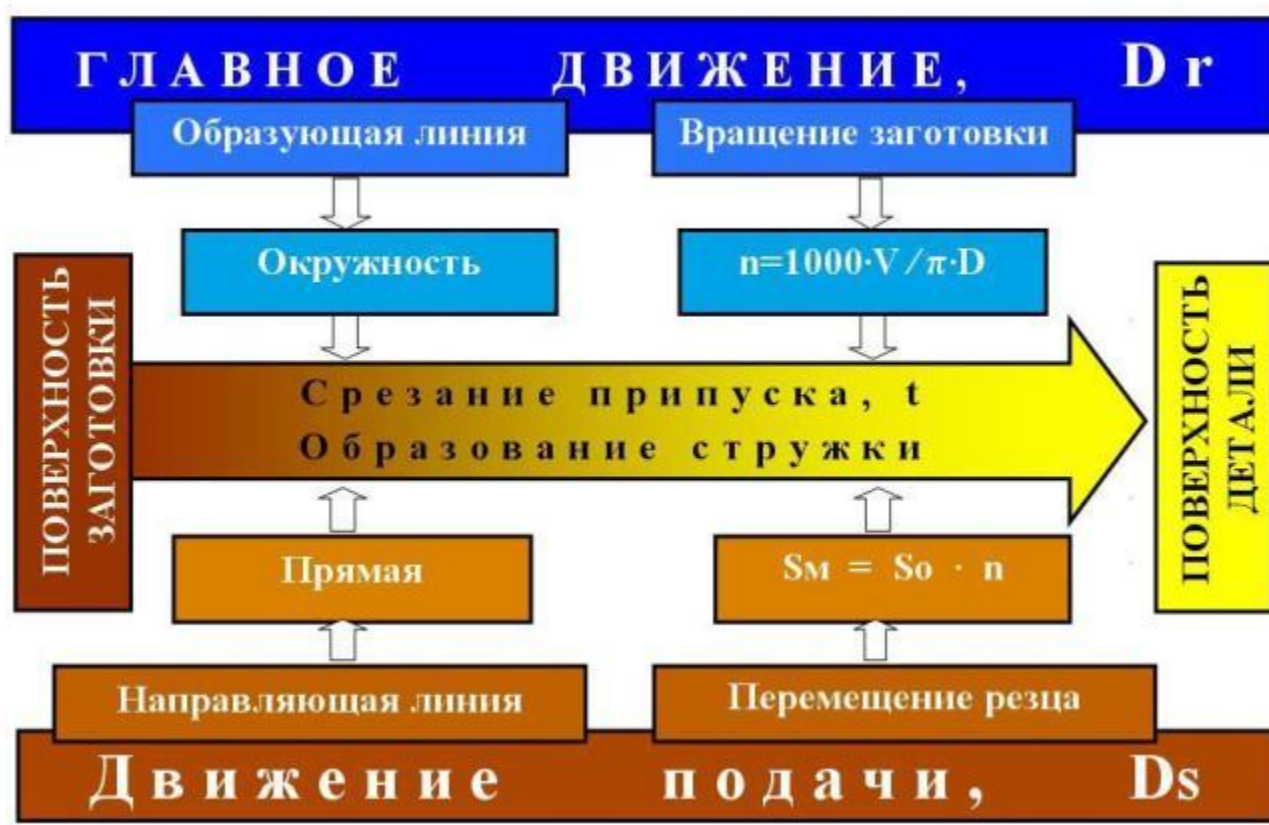 ГЛАВНОЕ ДВИЖЕНИЕ, Dr
Образующая линия
Вращение заготовки
Окружность
n=1000·V/π·D
ПОВЕРХНОСТЬ
ЗАГОТОВКИ
Срезание припуска, t
Образование стружки
ПОВЕРХНОСТЬ
ДЕТАЛИ
Прямая
Sм = So · n
Направляющая линия
Перемещение резца
Движение подачи, Ds